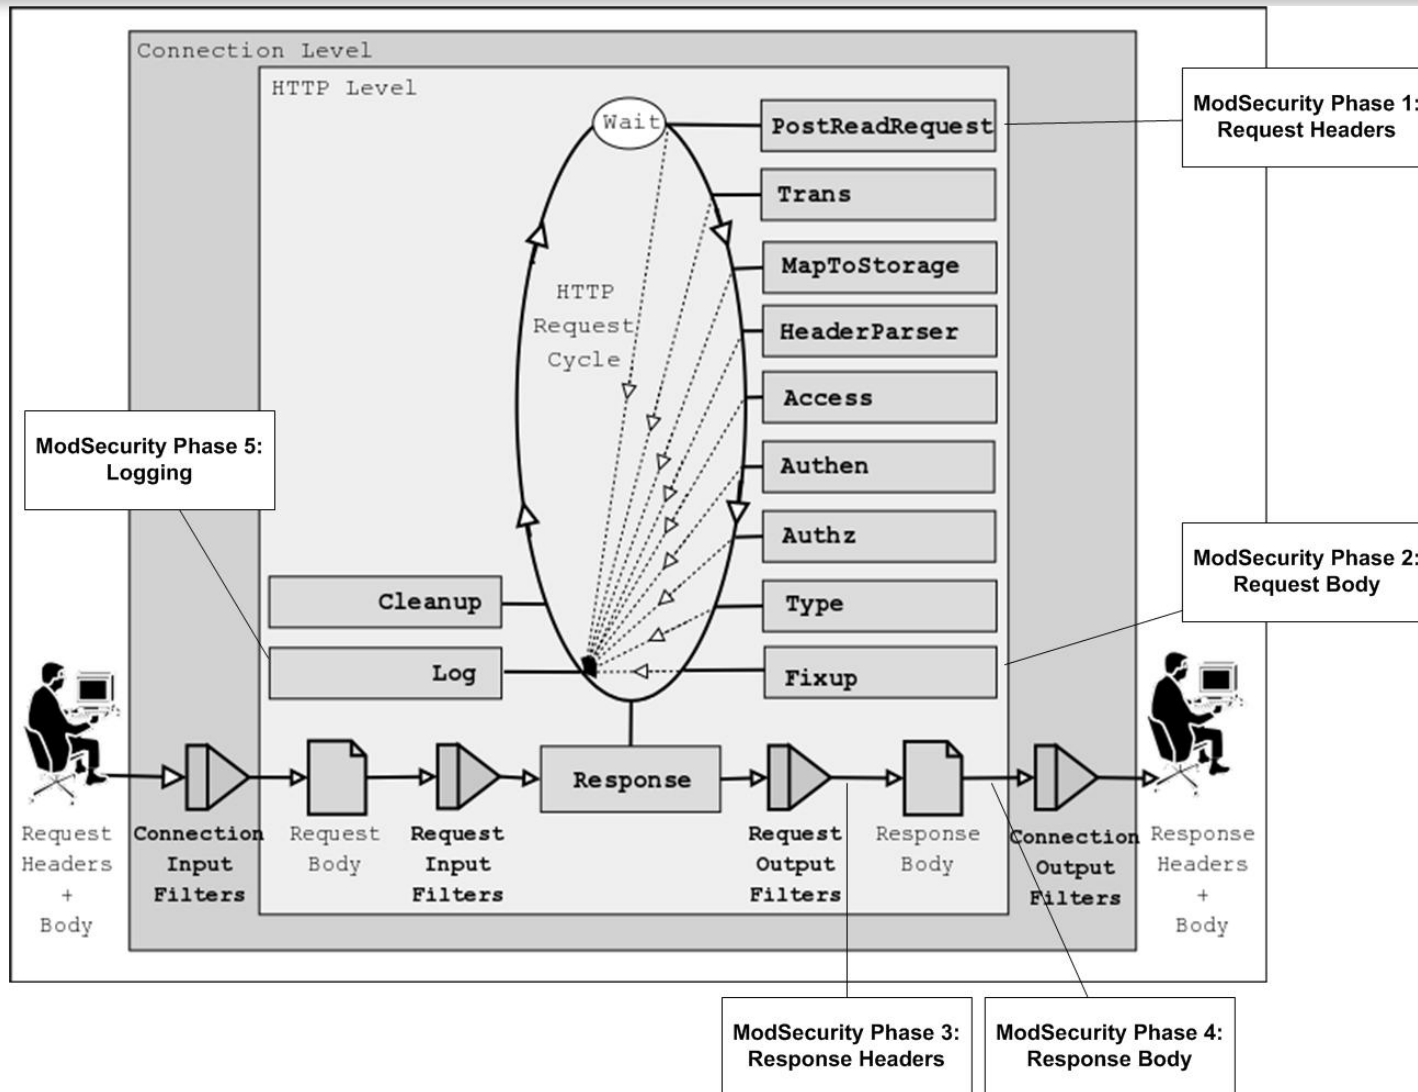 Connection Level
HTTP Level
Wait
PostReadRequest
ModSecurity Phase 1:
Request Headers
Trans
MapToStorage
HTTP
Request
Cycle
HeaderParser
Access
ModSecurity Phase 5:
Logging
Authen
Authz
ModSecurity Phase 2:
Request Body
Cleanup
Type
Log
Fixup
Response
Request
Headers
+
Body
Connection
Input
Filters
Request
Body
Request
Input
Filters
Request
Output
Filters
Response
Body
Connection
Output
Filters
Response
Headers
+
Body
ModSecurity Phase 3:
Response Headers
ModSecurity Phase 4:
Response Body